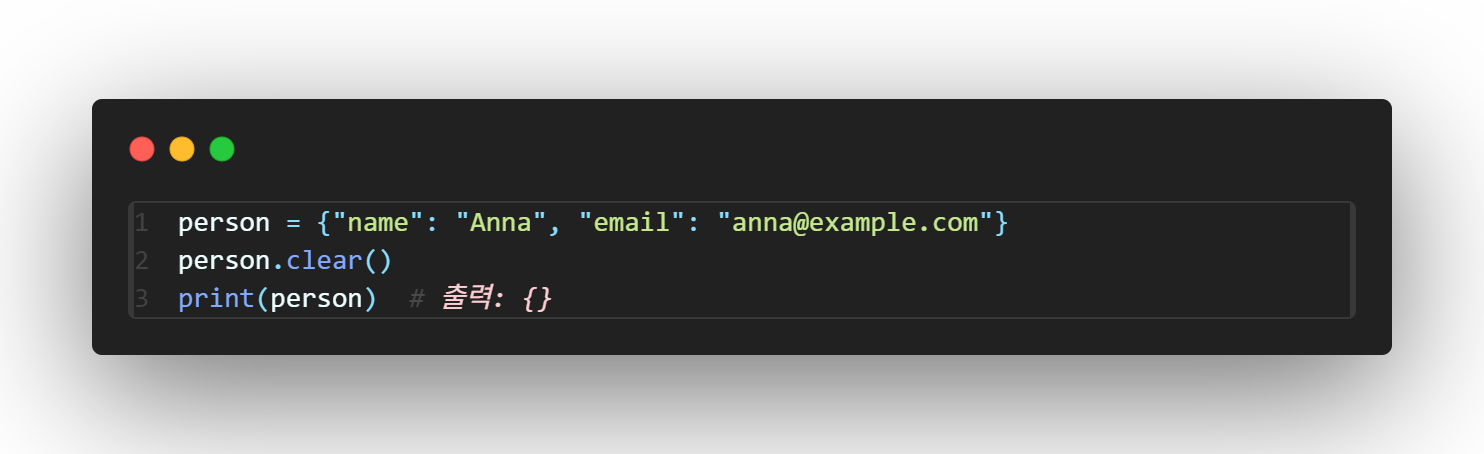 1 person = {"name": "Anna", "email": "anna@example.com"}
2 person.clear()
3 print(person)  # 출력: {}